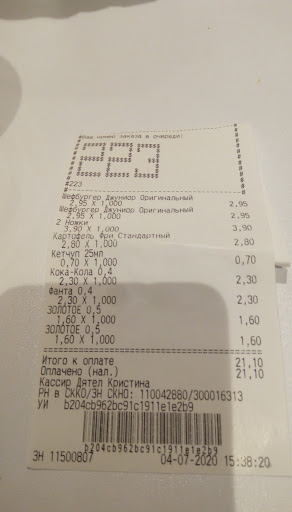 #Ваш номер заказа в очереди:
223
#223
Шефбургер Джуниор Оригинальный
2,95 X 1,000 2,95
Шефбургер Джуниор Оригинальный
2,95 X 1,000 2,95
2 Ножки
3,90 X 1,000 3,90
Картофель Фри Стандартный
2,80 X 1,000 2,80
Кетчуп 25мл
0,70 X 1,000 0,70
Кока-Кола 0,4
2,30 X 1,000 2,30
Фанта 0,4
2,30 X 1,000 2,30
ЗОЛОТОЕ 0,5
1,60 X 1,000 1,60
ЗОЛОТОЕ 0,5
1,60 X 1,000 1,60
Итого к оплате 21,10
Оплачено (нал.) 21,10
Кассир Дятел Кристина
РН в СККО/ЗН СКНО: 110042880/300016313
УИ b204cb962bc91c1911e1e2b9
b204cb962bc91c1911e1e2b9
ЗН 11500807 04-07-2020 15:38:20